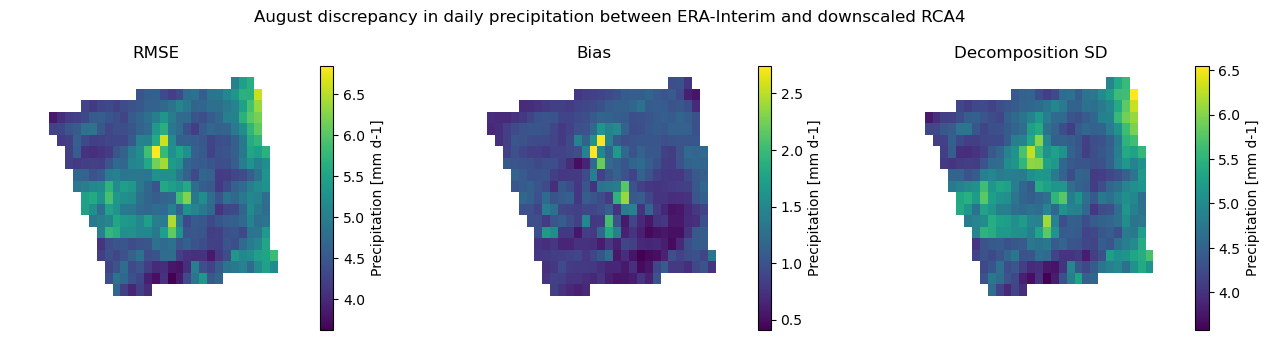 August discrepancy in daily precipitation between ERA-Interim and downscaled RCA4
RMSE
6.5
6.0
5.5
5.0
4.5
4.0
Precipitation [mm d-1]
Bias
2.5
2.0
1.5
1.0
0.5
Precipitation [mm d-1]
Decomposition SD
6.5
6.0
5.5
5.0
4.5
4.0
Precipitation [mm d-1]